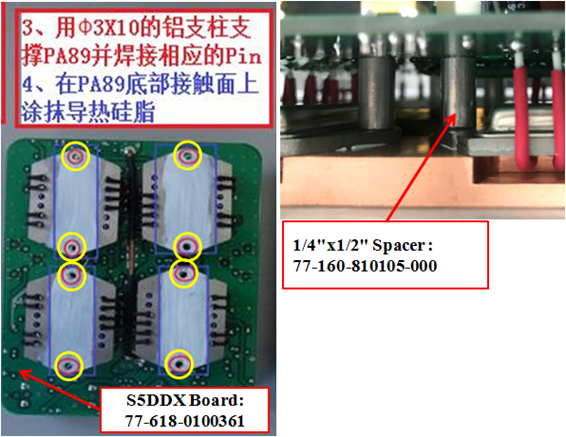 3、用Φ3X10的铝支柱支
撑PA89并焊接相应的Pin
4、在PA89底部接触面上
涂抹导热硅脂
1/4"x1/2" Spacer:
77-160-810105-000
S5DDX Board:
77-618-0100361